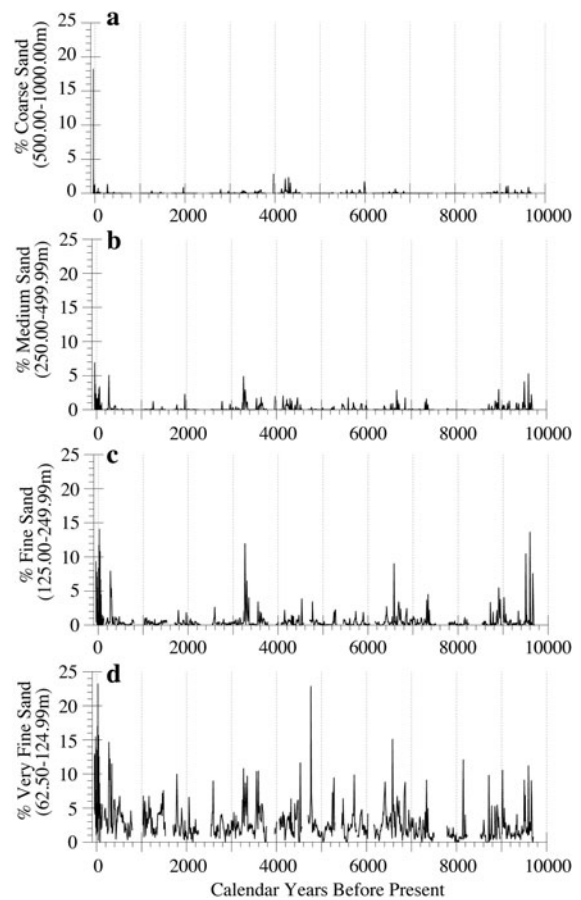 a
% Coarse Sand
(500.00-1000.00m)
25
20
15
10
5
0
0 2000 4000 6000 8000 10000
b
% Medium Sand
(250.00-499.99m)
25
20
15
10
5
0
0 2000 4000 6000 8000 10000
c
% Fine Sand
(125.00-249.99m)
25
20
15
10
5
0
0 2000 4000 6000 8000 10000
d
% Very Fine Sand
(62.50-124.99m)
25
20
15
10
5
0
0 2000 4000 6000 8000 10000
Calendar Years Before Present